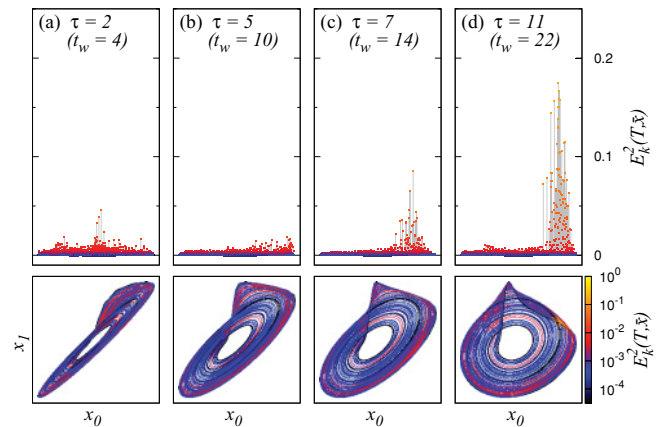 (a) τ = 2
(t_w = 4)
(b) τ = 5
(t_w = 10)
(c) τ = 7
(t_w = 14)
(d) τ = 11
(t_w = 22)
0.2
0.1
0
E_k^2(T,x̄)
x_1
x_0
x_0
x_0
x_0
10^0
10^-1
10^-2
10^-3
10^-4
E_k^2(T,x̄)